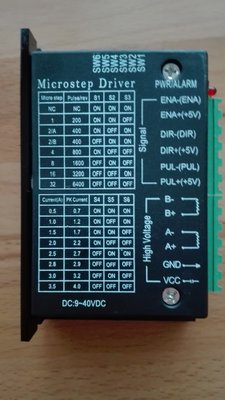 SW6
SW5
SW4
SW3
SW2
SW1
Microstep Driver
PWR/ALARM
Micro step Pulse/rev S1 S2 S3
NC NC ON ON ON
1 200 ON ON OFF
2/A 400 ON OFF ON
2/B 400 OFF ON ON
4 800 ON OFF OFF
8 1600 OFF ON OFF
16 3200 OFF OFF ON
32 6400 OFF OFF OFF
Current(A) PK Current S4 S5 S6
0.5 0.7 ON ON ON
1.0 1.2 ON OFF ON
1.5 1.7 ON ON OFF
2.0 2.2 ON OFF OFF
2.5 2.7 OFF ON ON
2.8 2.9 OFF OFF ON
3.0 3.2 OFF ON OFF
3.5 4.0 OFF OFF OFF
DC:9~40VDC
Signal
ENA-(ENA)
ENA+(+5V)
DIR-(DIR)
DIR+(+5V)
PUL-(PUL)
PUL+(+5V)
High Voltage
B-
B+
A-
A+
GND
VCC